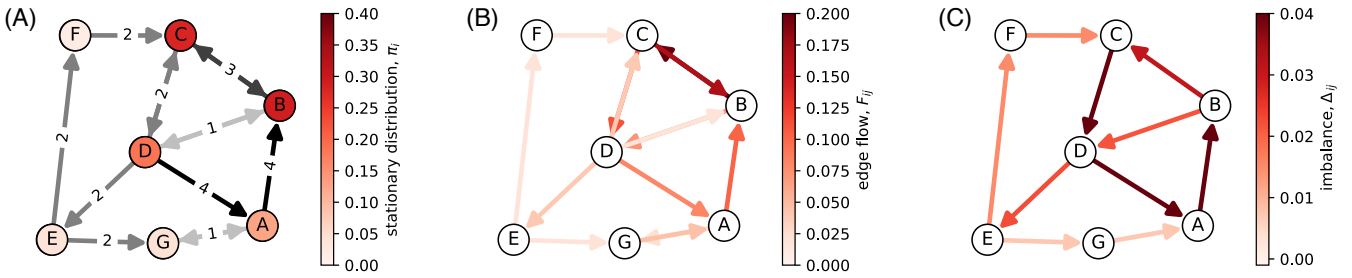 (A)
F
2
C
3
B
2
1
2
D
4
4
2
E
2
G
1
A
0.40
0.35
0.30
0.25
0.20
0.15
0.10
0.05
0.00
stationary distribution, πi
(B)
F
C
B
D
E
G
A
0.200
0.175
0.150
0.125
0.100
0.075
0.050
0.025
0.000
edge flow, Fij
(C)
F
C
B
D
E
G
A
0.04
0.03
0.02
0.01
0.00
imbalance, Δij